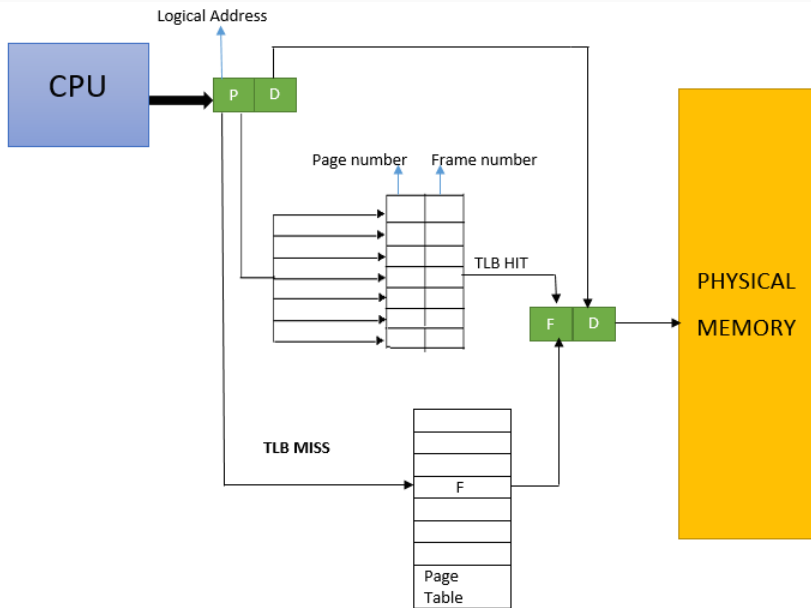 Logical Address
CPU
P D
Page number Frame number
TLB HIT
F D
PHYSICAL
MEMORY
TLB MISS
F
Page
Table